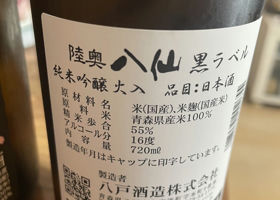 陸奥八仙 黒ラベル
純米吟醸 火入 品目:日本酒
原材料名 米(国産)、米麹(国産米)
原料米 青森県産米100%
精米歩合 55%
アルコール分 16度
内容量 720ml
製造年月はキャップに印字しています。
製造者
八戸酒造株式会社